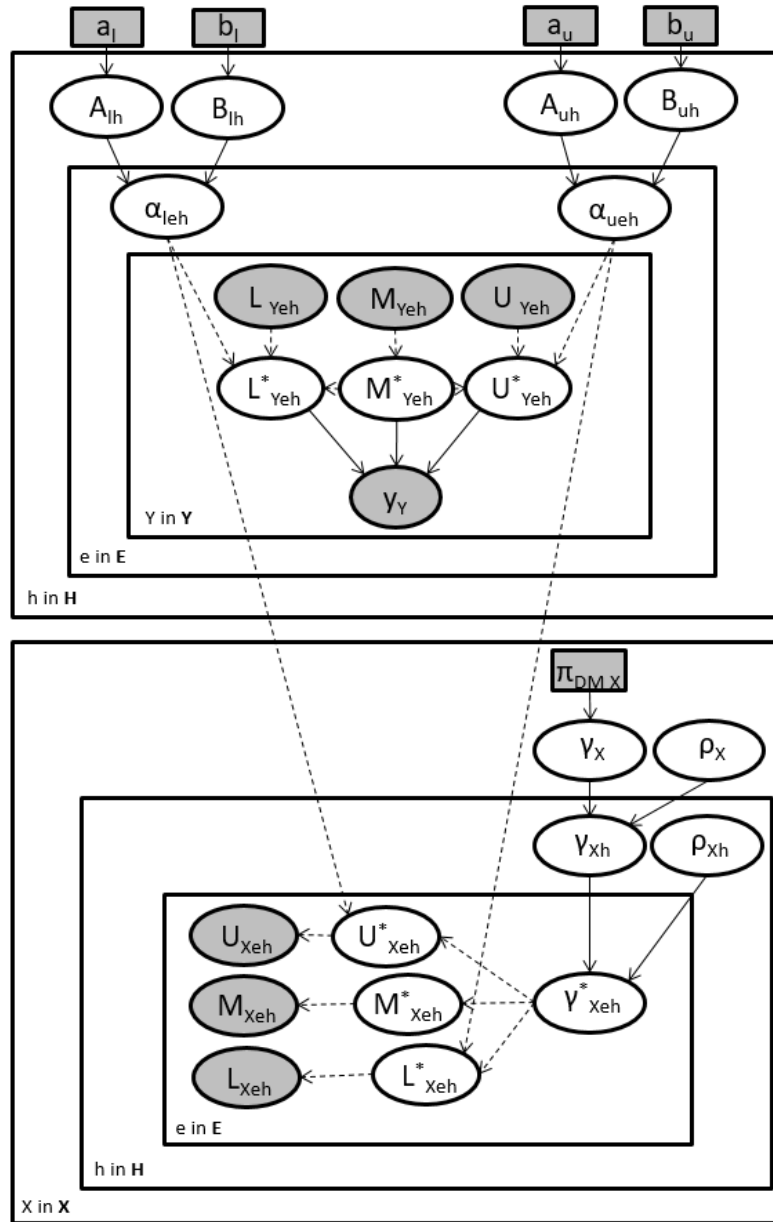 a_l b_l a_u b_u
A_lh B_lh A_uh B_uh
α_leh α_ueh
L_Yeh M_Yeh U_Yeh
L*_Yeh M*_Yeh U*_Yeh
y_Y
Y in Y
e in E
h in H
π_DM X
γ_X ρ_X
γ_Xh ρ_Xh
U_Xeh U*_Xeh
M_Xeh M*_Xeh γ*_Xeh
L_Xeh L*_Xeh
e in E
h in H
X in X